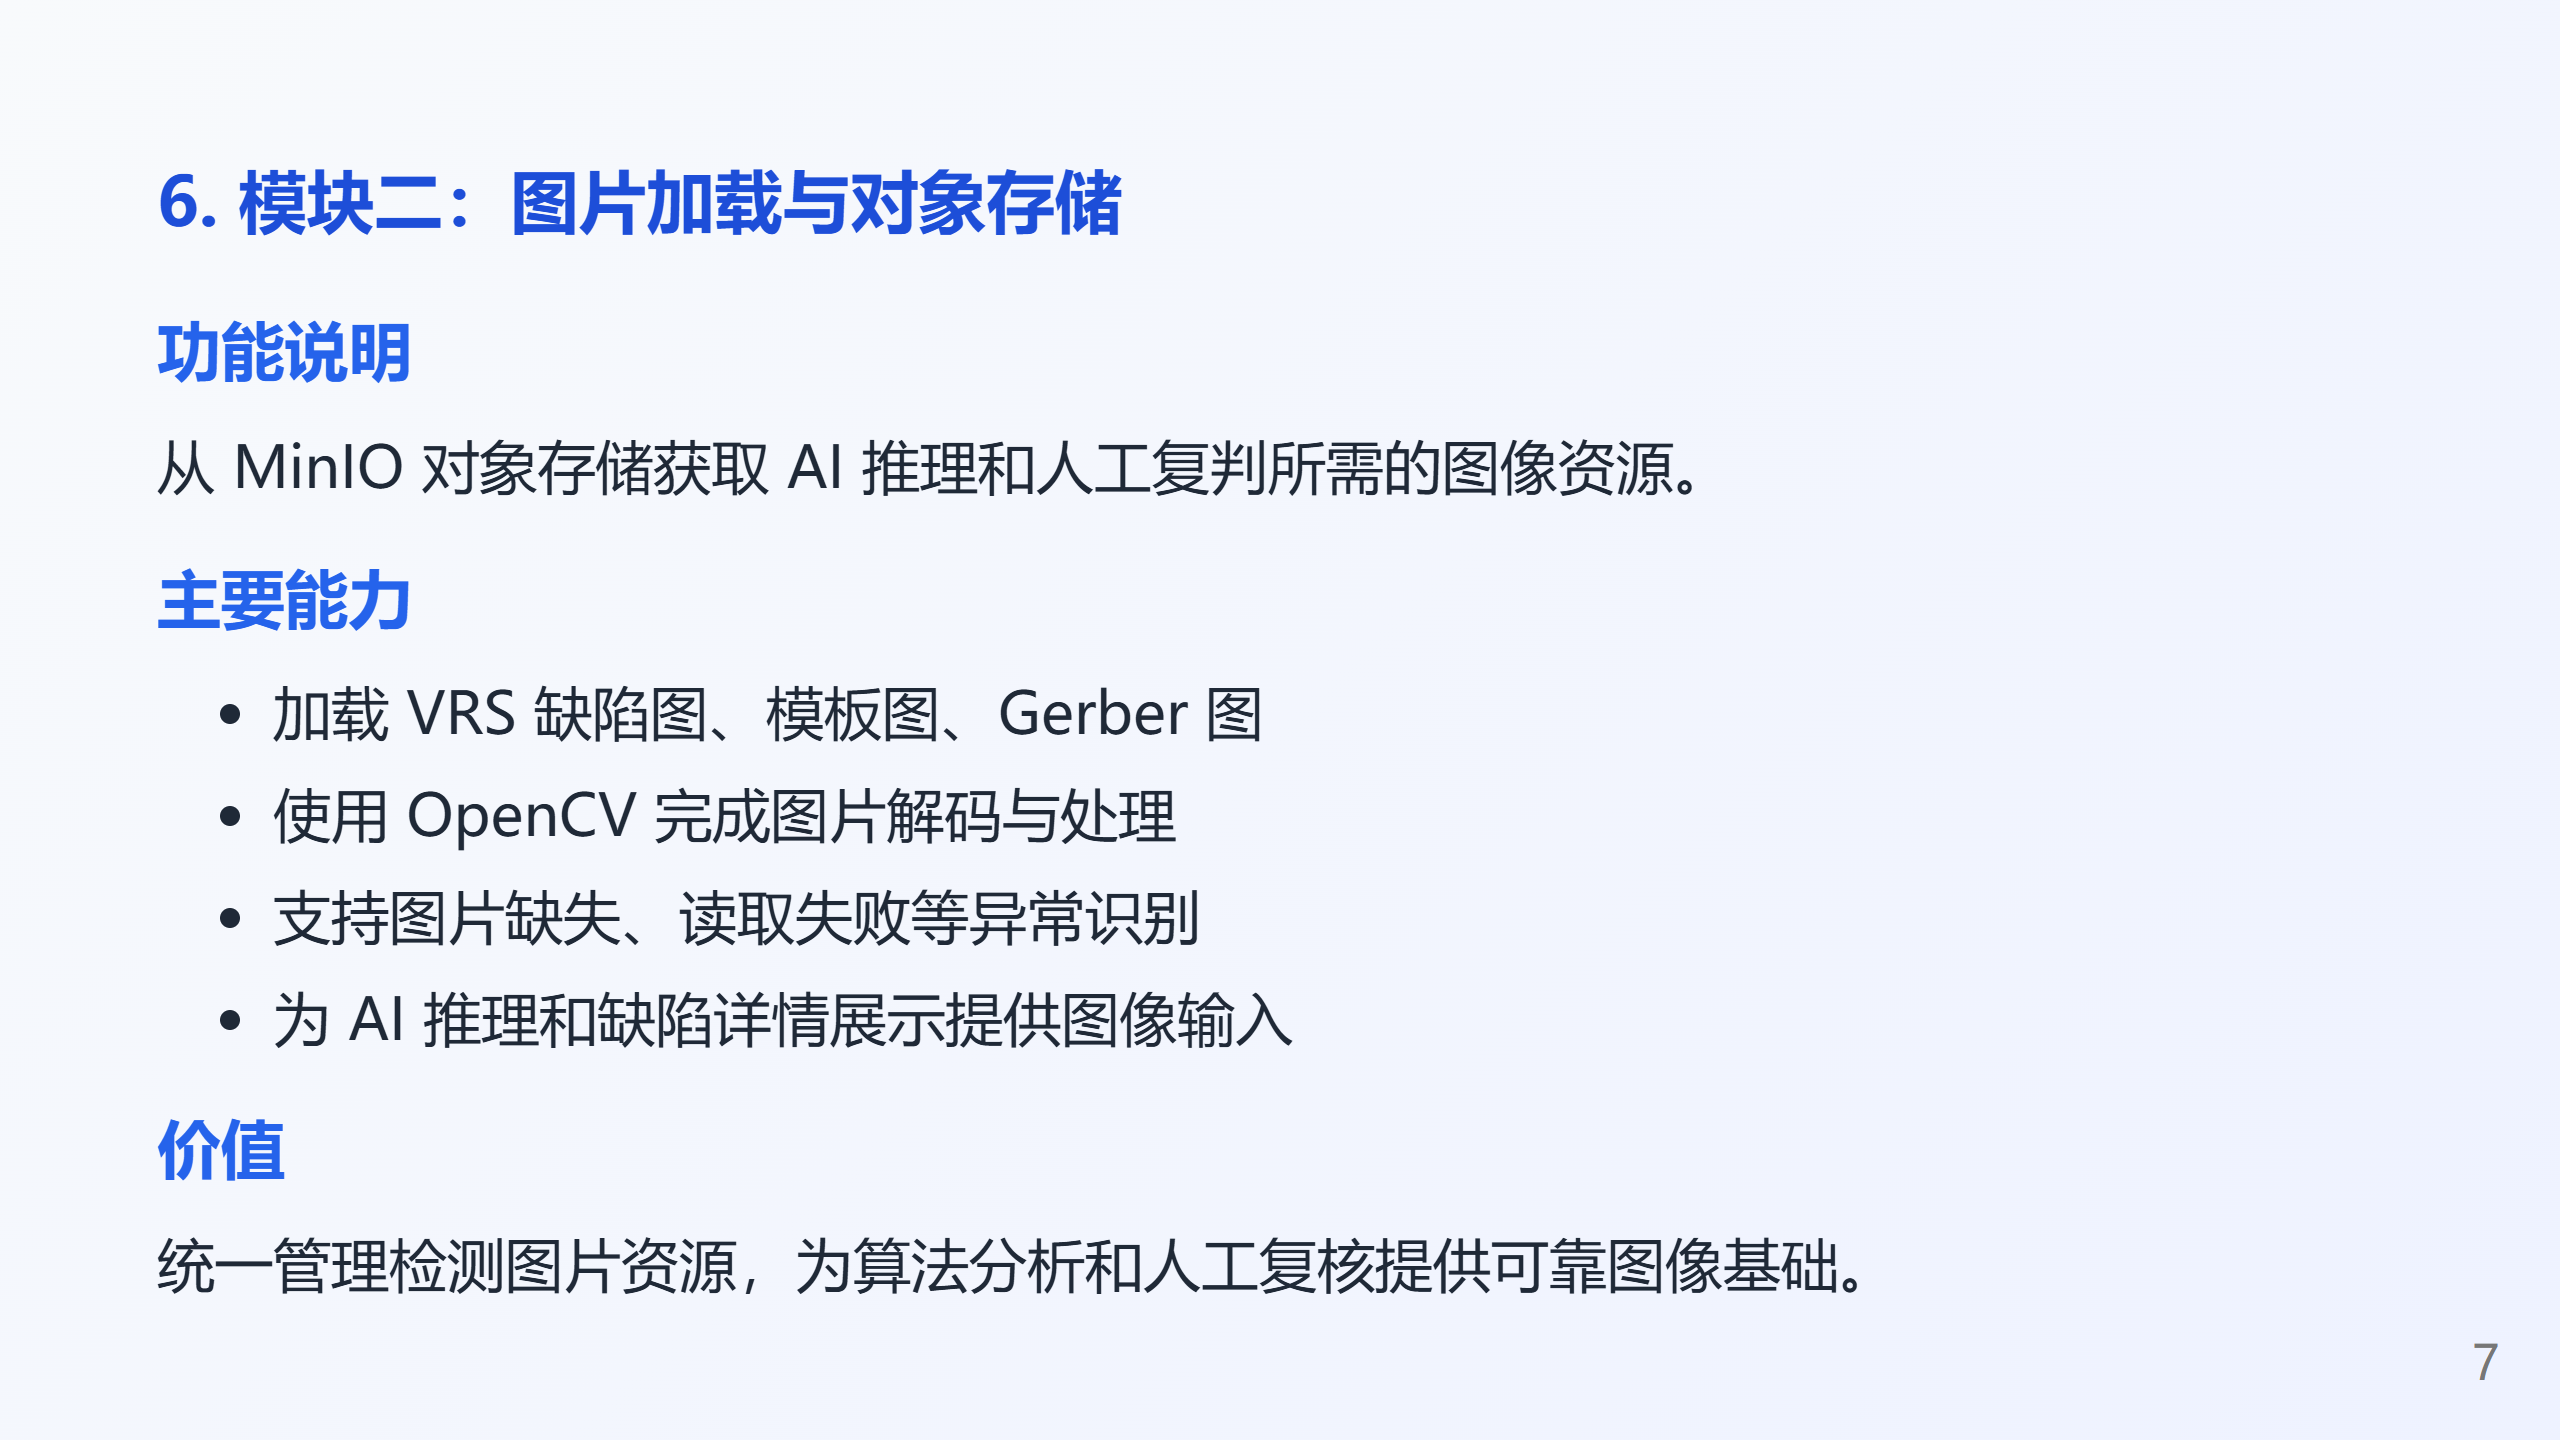 6. 模块二：图片加载与对象存储
功能说明
从 MinIO 对象存储获取 AI 推理和人工复判所需的图像资源。
主要能力
• 加载 VRS 缺陷图、模板图、Gerber 图
• 使用 OpenCV 完成图片解码与处理
• 支持图片缺失、读取失败等异常识别
• 为 AI 推理和缺陷详情展示提供图像输入
价值
统一管理检测图片资源，为算法分析和人工复核提供可靠图像基础。
7